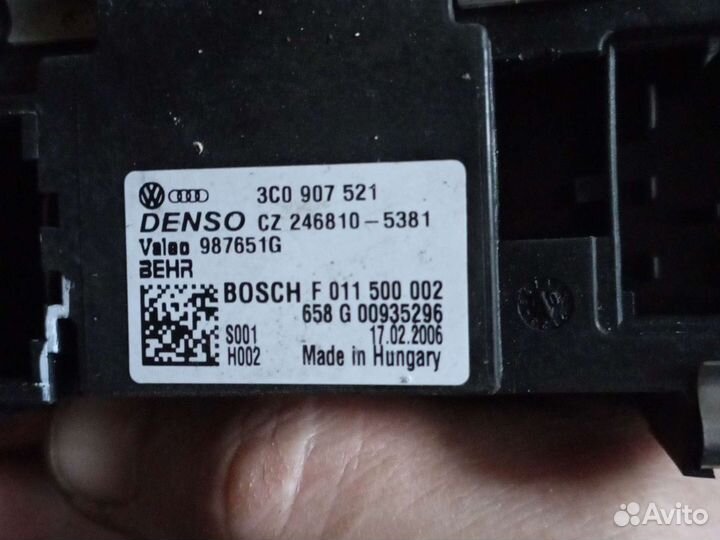 3C0 907 521
DENSO CZ 246810-5381
Valeo 987651G
BEHR
BOSCH F 011 500 002
658 G 00935296
S001 17.02.2006
H002 Made in Hungary
Avito